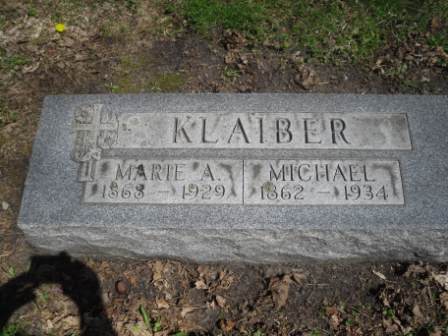 KLAIBER
MARIE A. MICHAEL
1868 - 1929 1862 - 1934